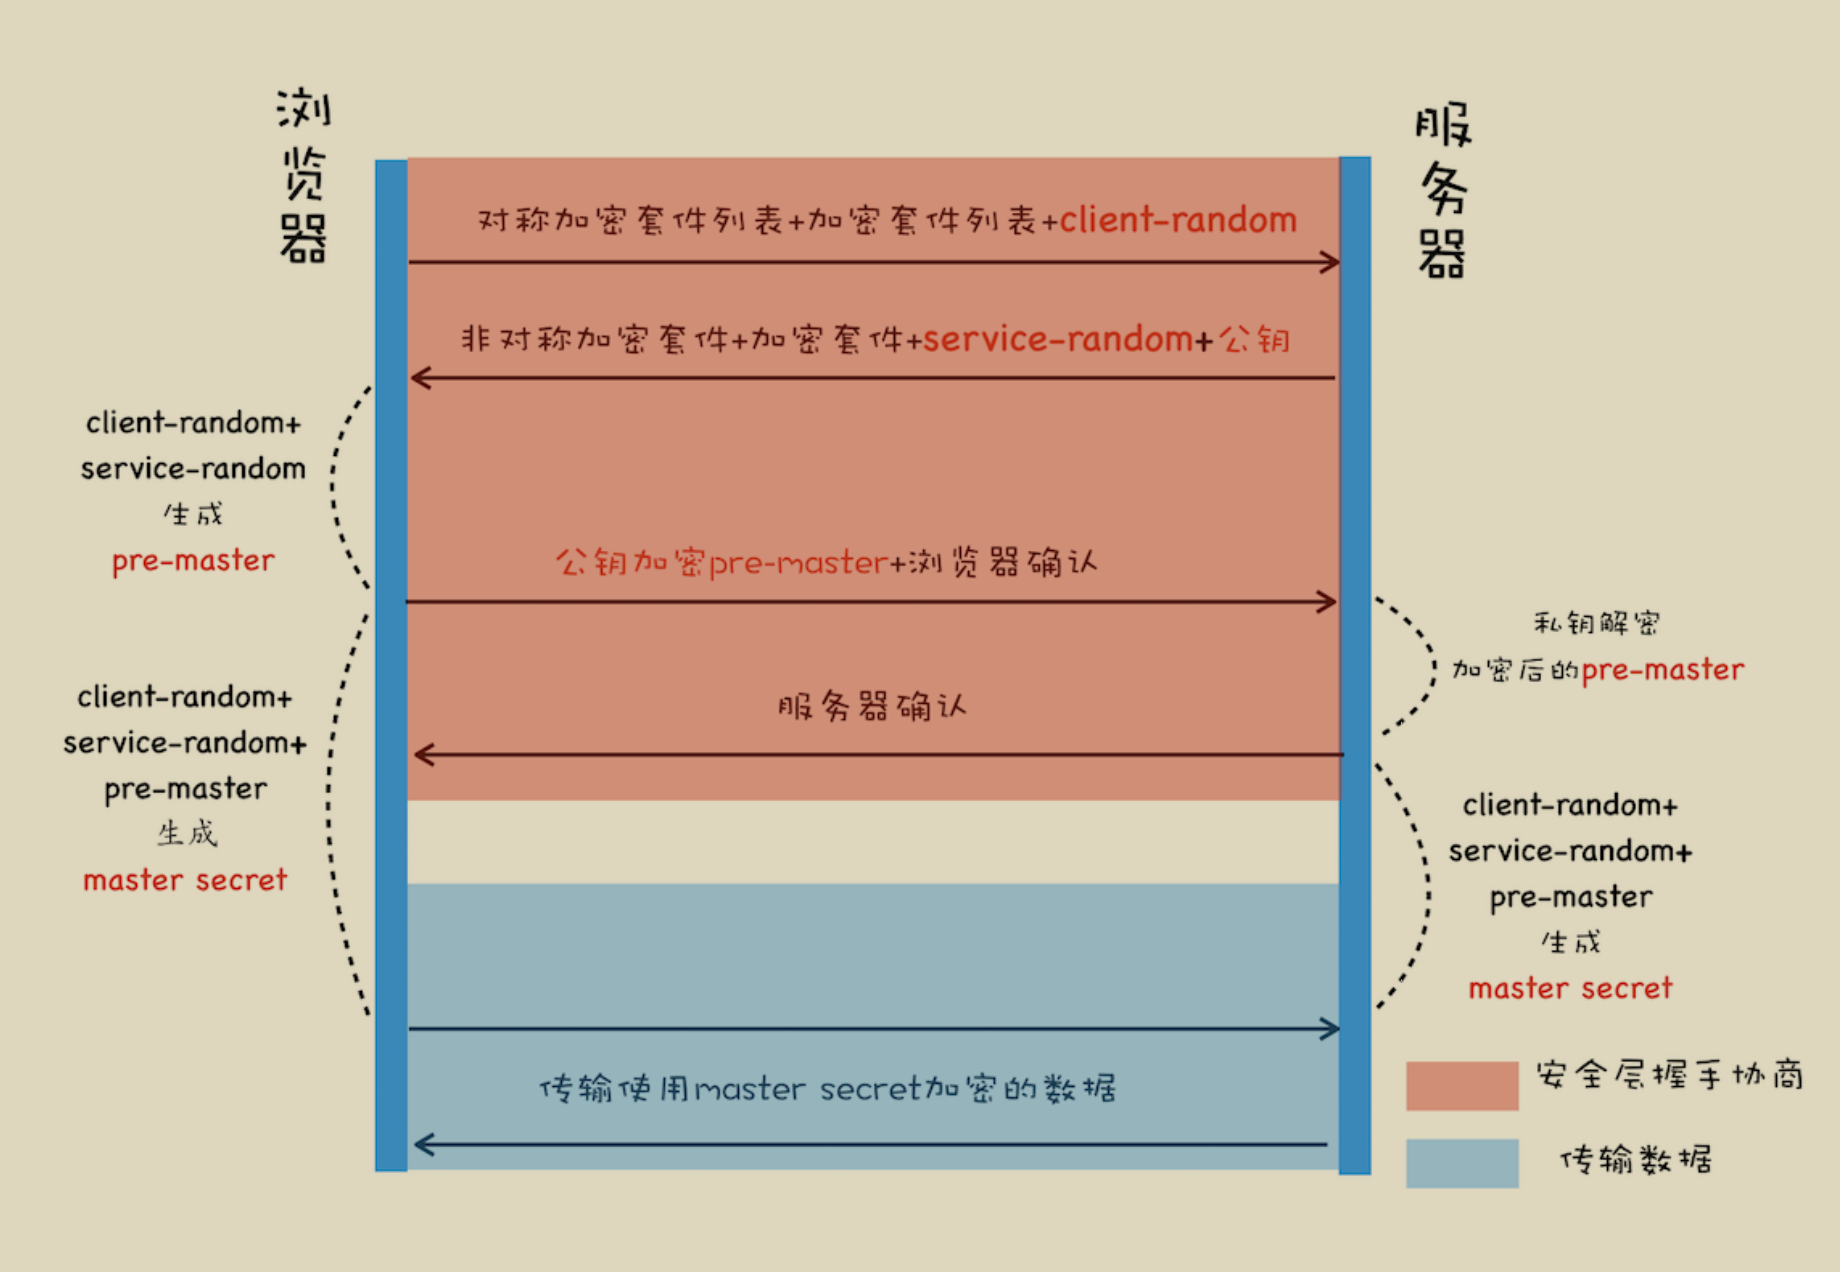 浏览器
服务器
对称加密套件列表+加密套件列表+client-random
非对称加密套件+加密套件+service-random+公钥
client-random+
service-random
生成
pre-master
公钥加密pre-master+浏览器确认
私钥解密
加密后的pre-master
服务器确认
client-random+
service-random+
pre-master
生成
master secret
client-random+
service-random+
pre-master
生成
master secret
传输使用master secret加密的数据
安全层握手协商
传输数据